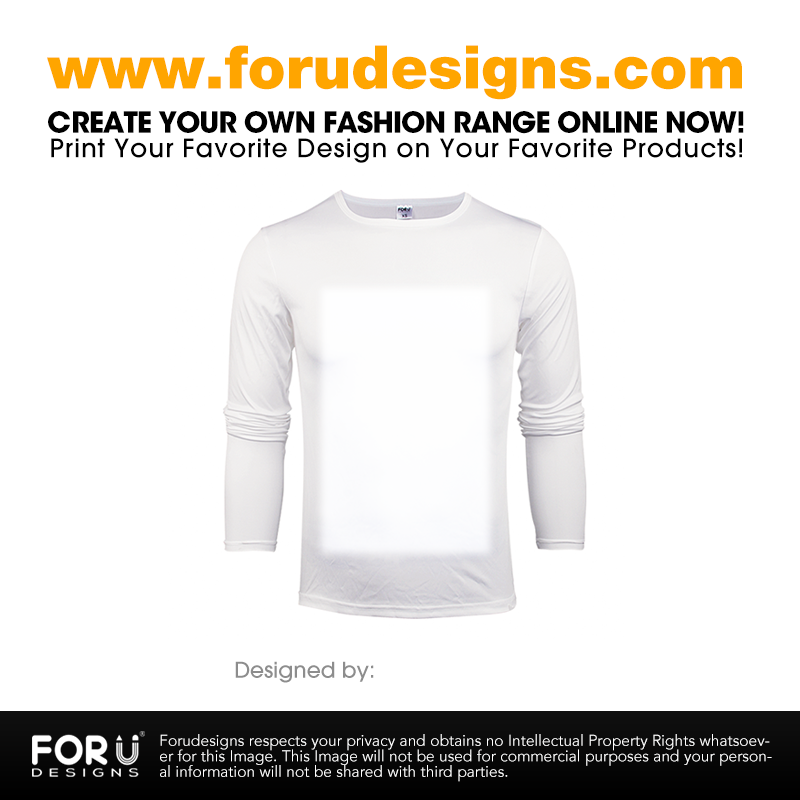 www.forudesigns.com
CREATE YOUR OWN FASHION RANGE ONLINE NOW!
Print Your Favorite Design on Your Favorite Products!
FOR U
XS
Designed by:
FOR U®
DESIGNS
Forudesigns respects your privacy and obtains no Intellectual Property Rights whatsoev-
er for this Image. This Image will not be used for commercial purposes and your person-
al information will not be shared with third parties.